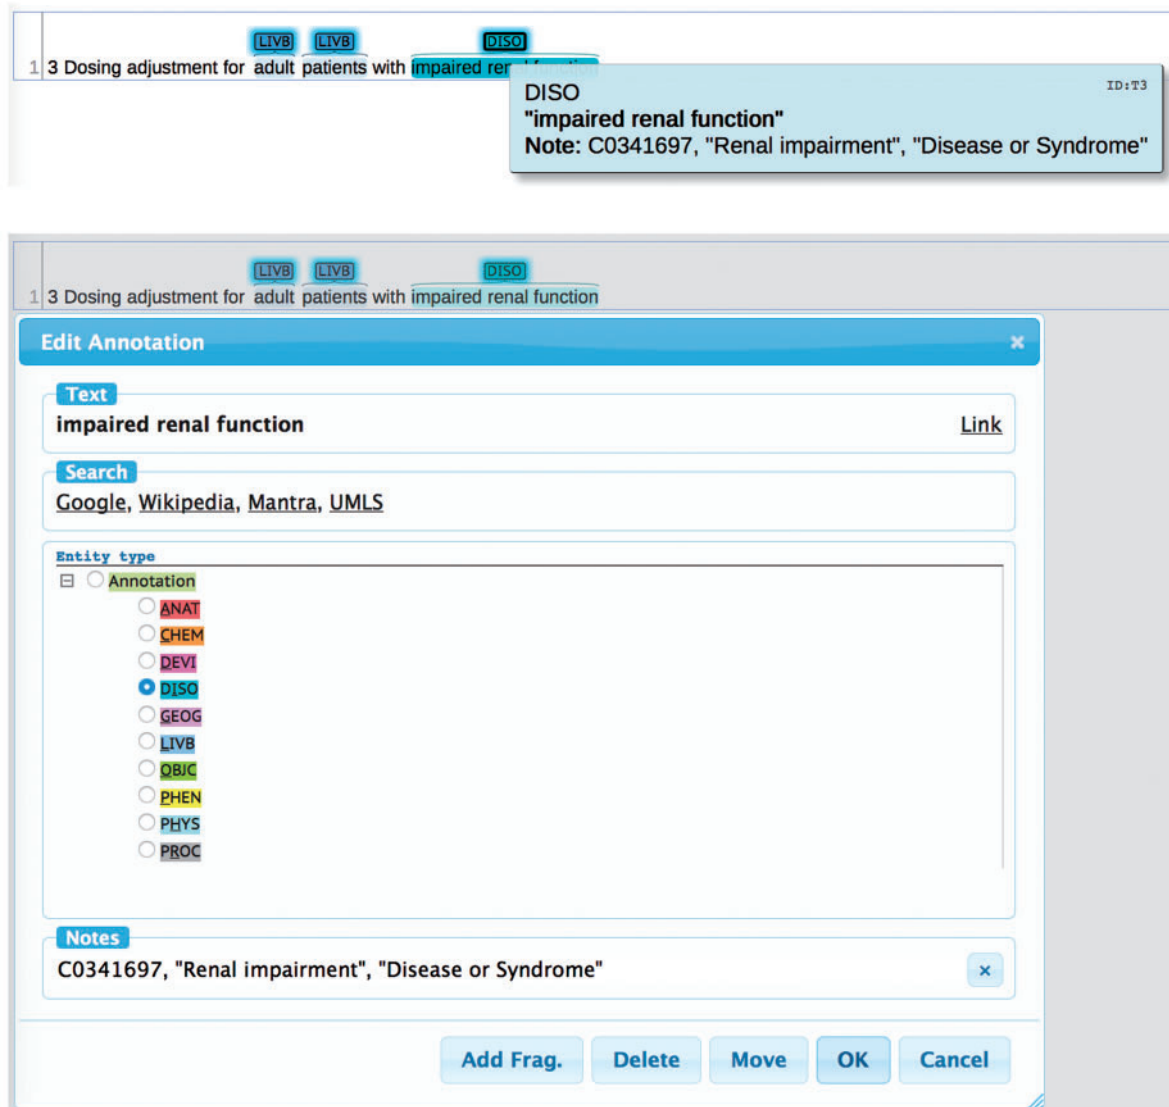 LIVB LIVB DISO
1 3 Dosing adjustment for adult patients with impaired renal function
DISO ID:T3
"impaired renal function"
Note: C0341697, "Renal impairment", "Disease or Syndrome"
LIVB LIVB DISO
1 3 Dosing adjustment for adult patients with impaired renal function
Edit Annotation ×
Text
impaired renal function Link
Search
Google, Wikipedia, Mantra, UMLS
Entity type
Annotation
ANAT
CHEM
DEVI
DISO
GEOG
LIVB
OBJC
PHEN
PHYS
PROC
Notes
C0341697, "Renal impairment", "Disease or Syndrome" ×
Add Frag. Delete Move OK Cancel